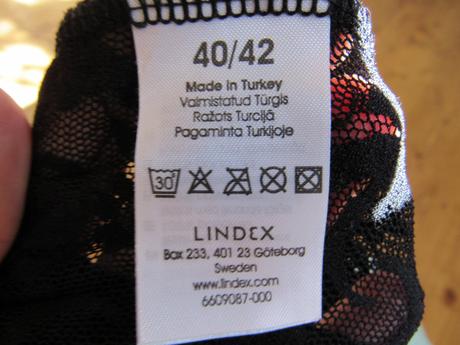 40/42
Made in Turkey
Valmistatud Türgis
Ražots Turcijā
Pagaminta Turkijoje
30
LINDEX
Box 233, 401 23 Göteborg
Sweden
www.lindex.com
6609087-000